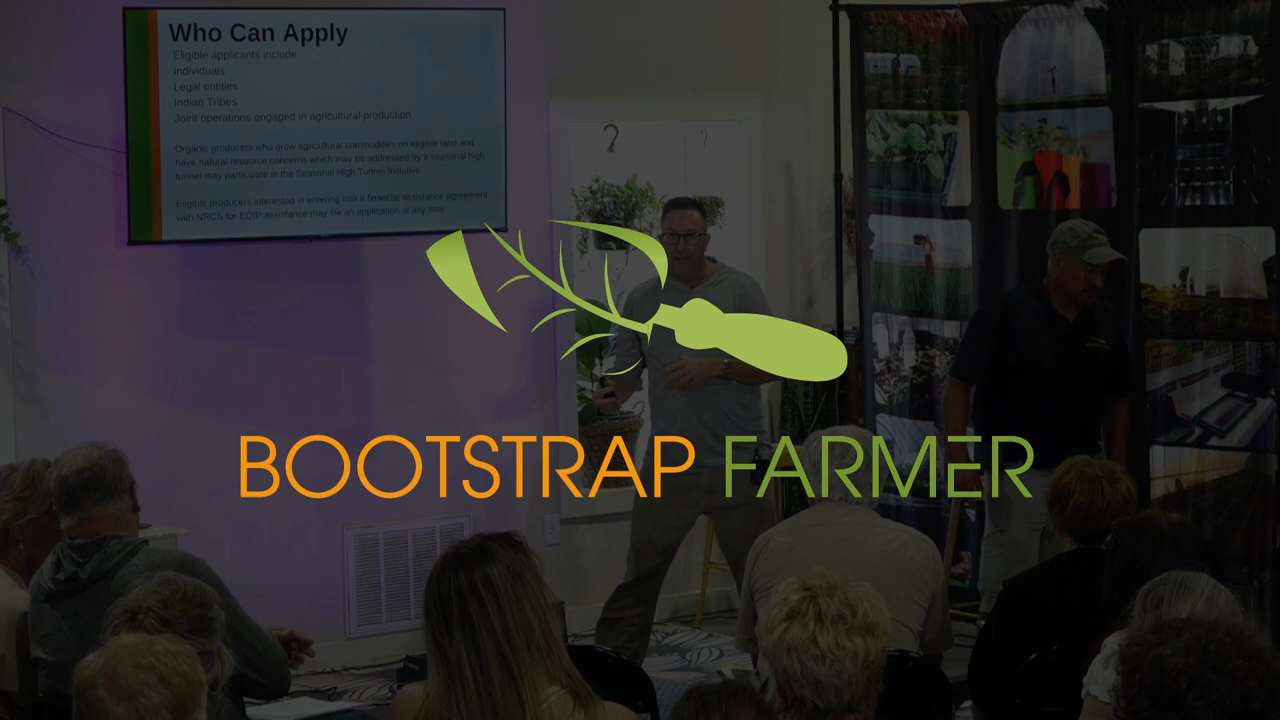 Who Can Apply
Eligible applicants include
Individuals
Legal entities
Indian Tribes
Joint operations engaged in agricultural production
Organic producers who grow agricultural commodities on eligible land and
have natural resource concerns which may be addressed by a seasonal high
tunnel may participate in the Seasonal High Tunnel Initiative
Eligible producers interested in entering into a financial assistance agreement
with NRCS for EQIP assistance may file an application at any time.
BOOTSTRAP FARMER